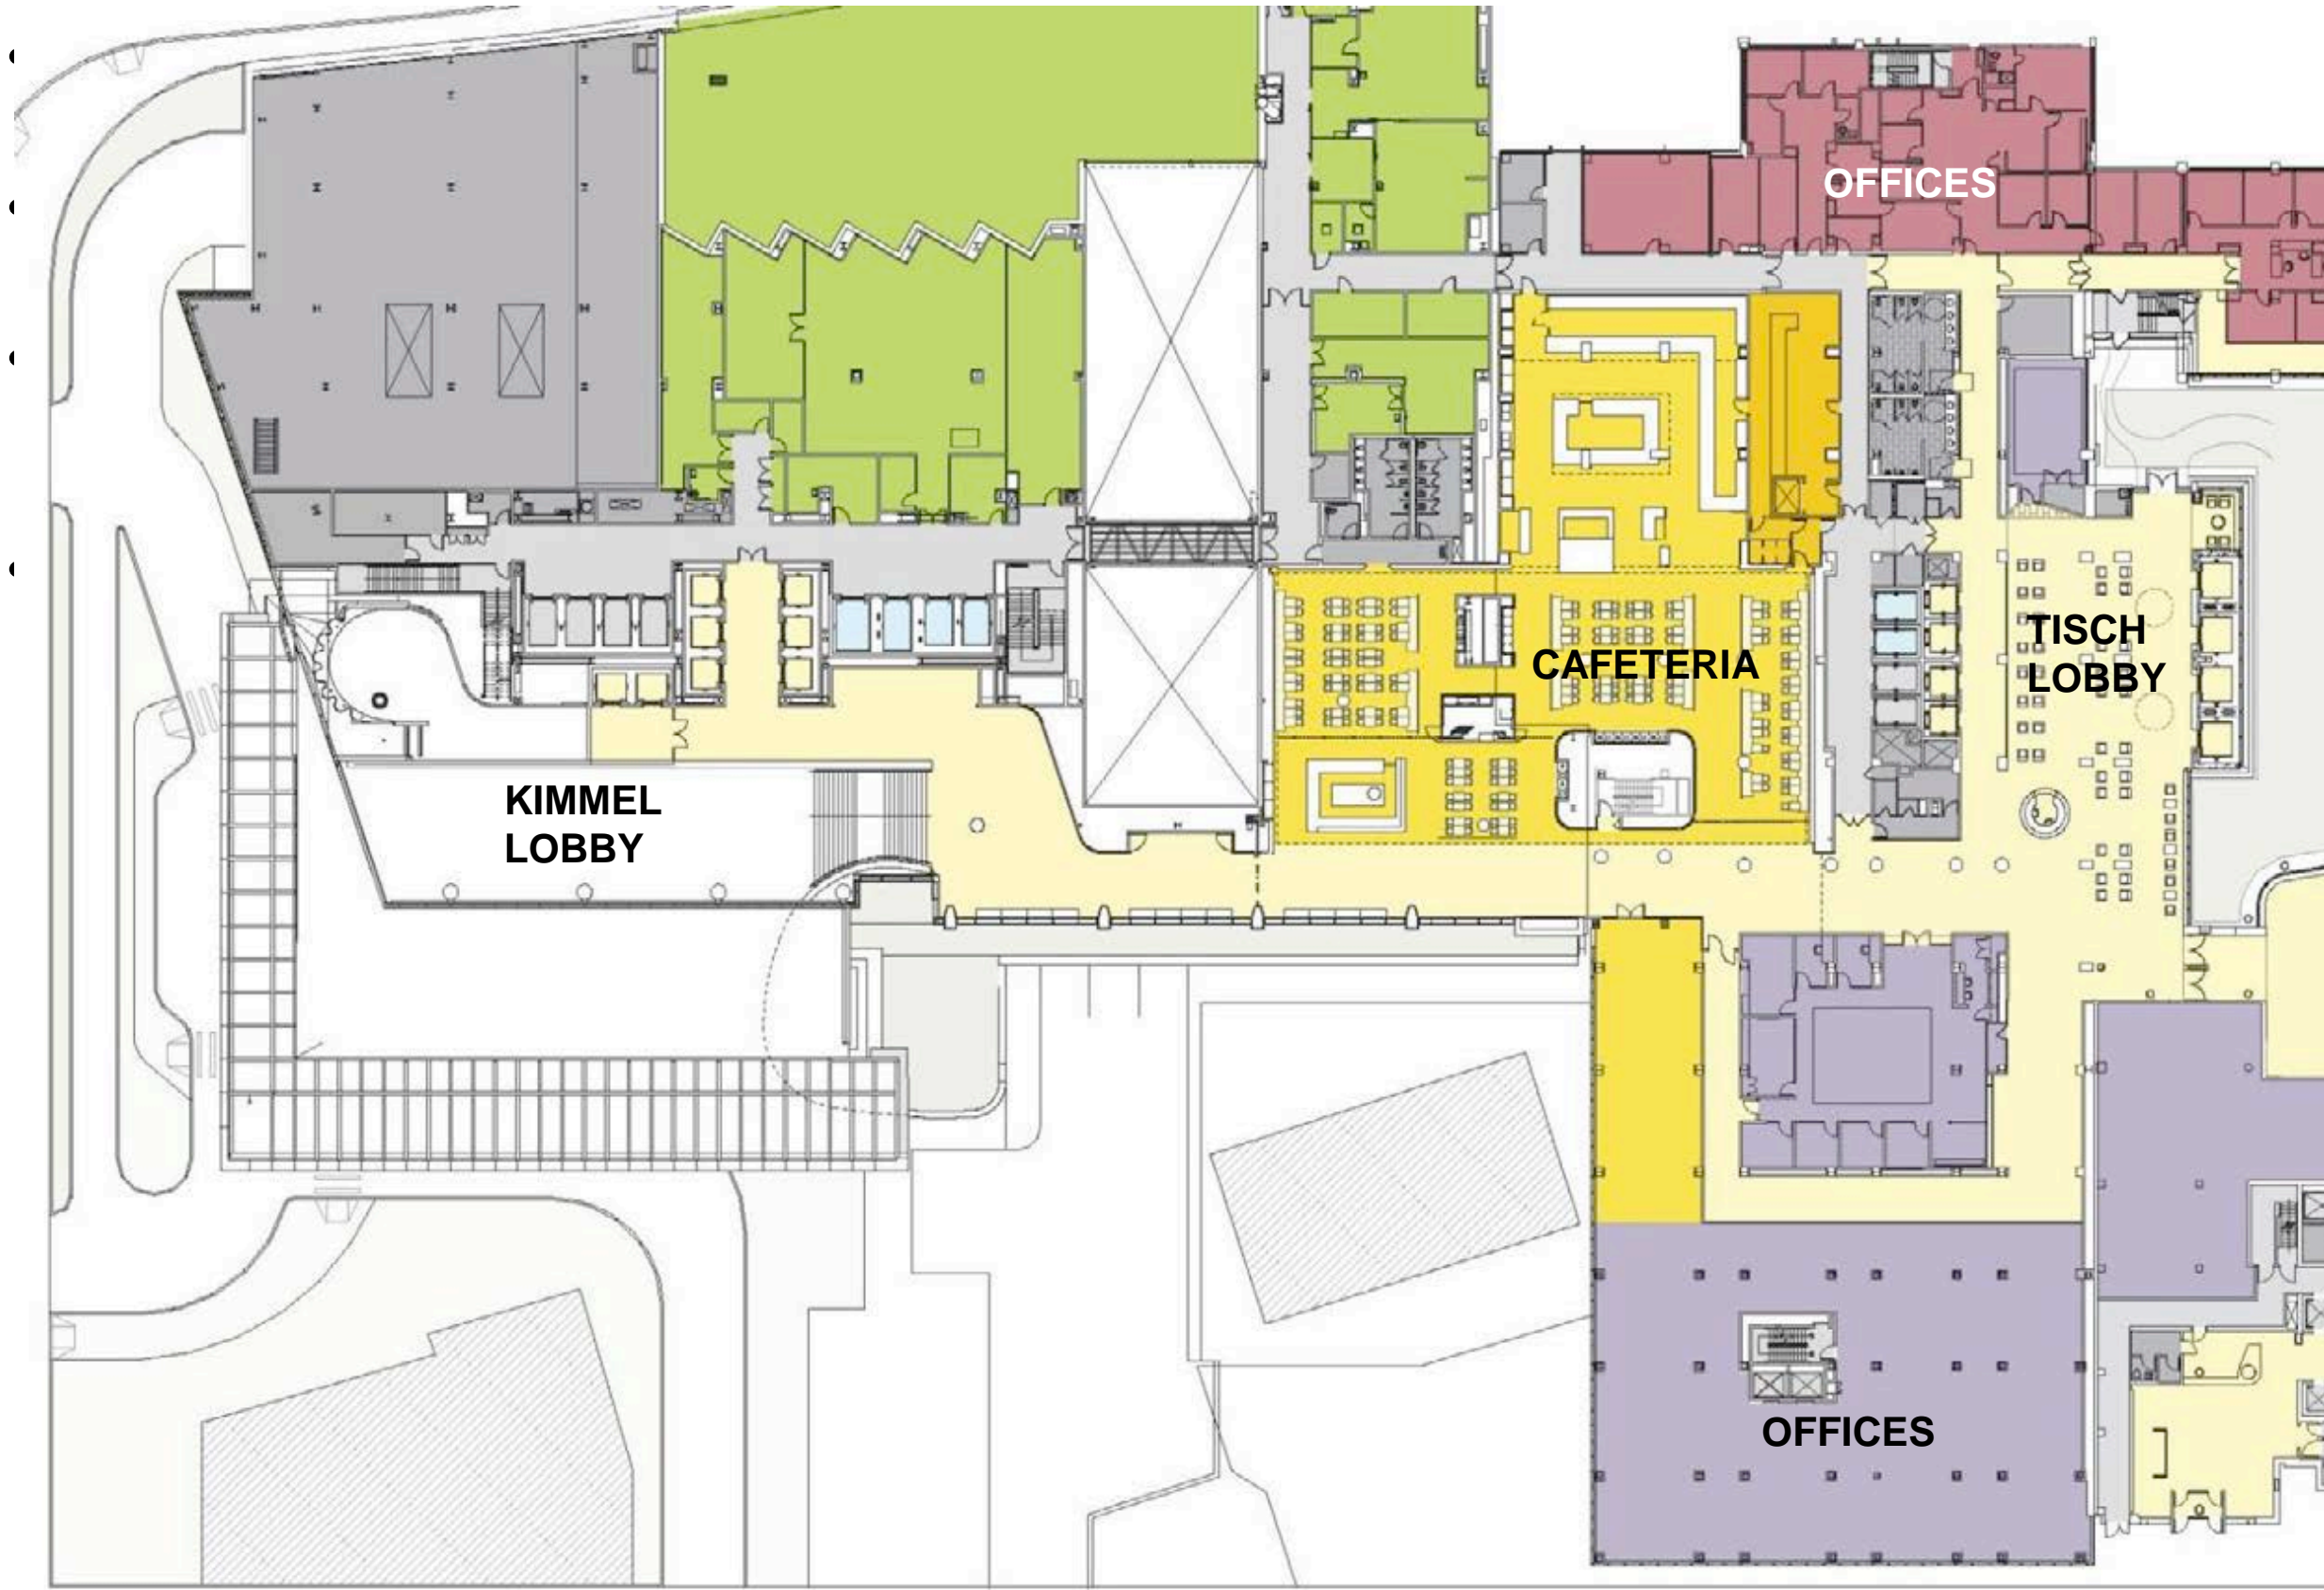 OFFICES
TISCH
LOBBY
CAFETERIA
KIMMEL
LOBBY
OFFICES